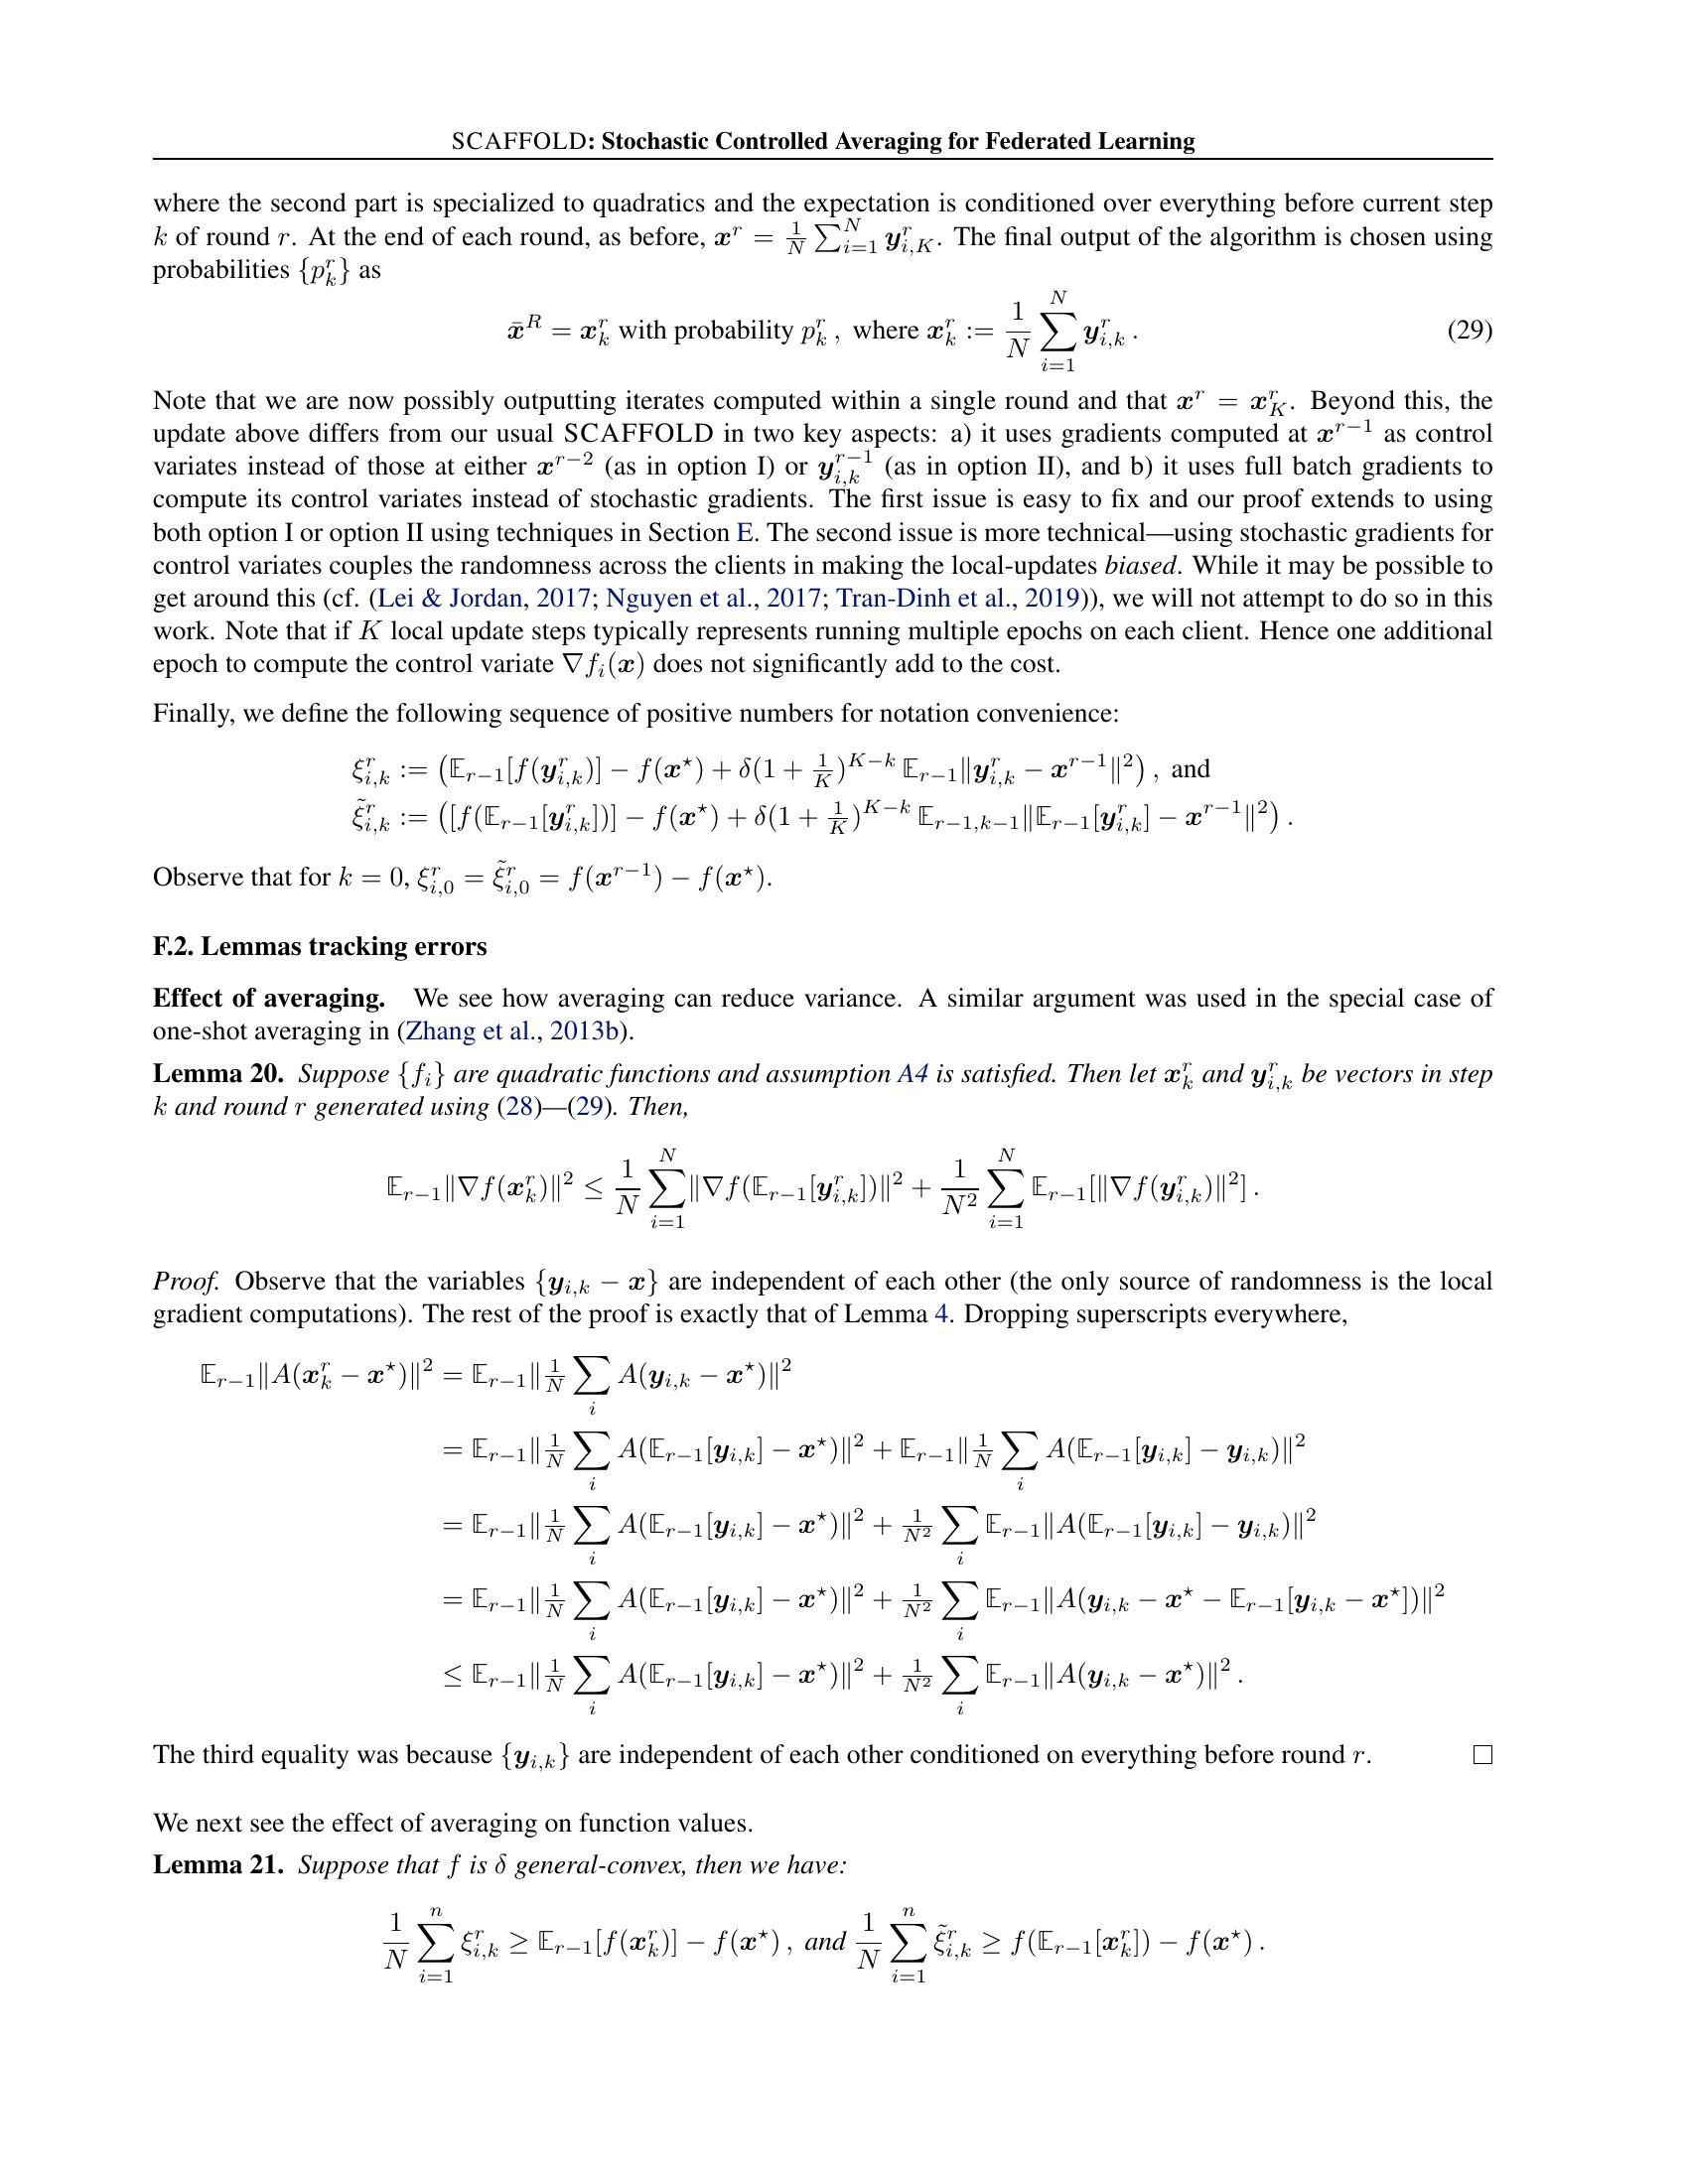 SCAFFOLD: Stochastic Controlled Averaging for Federated Learning
where the second part is specialized to quadratics and the expectation is conditioned over everything before current step
$k$ of round $r$. At the end of each round, as before, $\boldsymbol{x}^r = \frac{1}{N}\sum_{i=1}^N \boldsymbol{y}_{i,K}^r$. The final output of the algorithm is chosen using
probabilities $\{p_k^r\}$ as
$\bar{\boldsymbol{x}}^R = \boldsymbol{x}_k^r$ with probability $p_k^r$ , where $\boldsymbol{x}_k^r := \frac{1}{N}\sum_{i=1}^N \boldsymbol{y}_{i,k}^r$ . (29)
Note that we are now possibly outputting iterates computed within a single round and that $\boldsymbol{x}^r = \boldsymbol{x}_K^r$. Beyond this, the
update above differs from our usual SCAFFOLD in two key aspects: a) it uses gradients computed at $\boldsymbol{x}^{r-1}$ as control
variates instead of those at either $\boldsymbol{x}^{r-2}$ (as in option I) or $\boldsymbol{y}_{i,k}^{r-1}$ (as in option II), and b) it uses full batch gradients to
compute its control variates instead of stochastic gradients. The first issue is easy to fix and our proof extends to using
both option I or option II using techniques in Section E. The second issue is more technical—using stochastic gradients for
control variates couples the randomness across the clients in making the local-updates biased. While it may be possible to
get around this (cf. (Lei & Jordan, 2017; Nguyen et al., 2017; Tran-Dinh et al., 2019)), we will not attempt to do so in this
work. Note that if $K$ local update steps typically represents running multiple epochs on each client. Hence one additional
epoch to compute the control variate $\nabla f_i(\boldsymbol{x})$ does not significantly add to the cost.
Finally, we define the following sequence of positive numbers for notation convenience:
$\xi_{i,k}^r := \left(\mathbb{E}_{r-1}[f(\boldsymbol{y}_{i,k}^r)] - f(\boldsymbol{x}^\star) + \delta(1 + \frac{1}{K})^{K-k}\, \mathbb{E}_{r-1}\|\boldsymbol{y}_{i,k}^r - \boldsymbol{x}^{r-1}\|^2\right)$ , and
$\tilde{\xi}_{i,k}^r := \left([f(\mathbb{E}_{r-1}[\boldsymbol{y}_{i,k}^r])] - f(\boldsymbol{x}^\star) + \delta(1 + \frac{1}{K})^{K-k}\, \mathbb{E}_{r-1,k-1}\|\mathbb{E}_{r-1}[\boldsymbol{y}_{i,k}^r] - \boldsymbol{x}^{r-1}\|^2\right)$ .
Observe that for $k = 0$, $\xi_{i,0}^r = \tilde{\xi}_{i,0}^r = f(\boldsymbol{x}^{r-1}) - f(\boldsymbol{x}^\star)$.
F.2. Lemmas tracking errors
Effect of averaging. We see how averaging can reduce variance. A similar argument was used in the special case of
one-shot averaging in (Zhang et al., 2013b).
Lemma 20. Suppose $\{f_i\}$ are quadratic functions and assumption A4 is satisfied. Then let $\boldsymbol{x}_k^r$ and $\boldsymbol{y}_{i,k}^r$ be vectors in step
$k$ and round $r$ generated using (28)—(29). Then,
$\mathbb{E}_{r-1}\|\nabla f(\boldsymbol{x}_k^r)\|^2 \leq \frac{1}{N}\sum_{i=1}^N \|\nabla f(\mathbb{E}_{r-1}[\boldsymbol{y}_{i,k}^r])\|^2 + \frac{1}{N^2}\sum_{i=1}^N \mathbb{E}_{r-1}[\|\nabla f(\boldsymbol{y}_{i,k}^r)\|^2]$ .
Proof. Observe that the variables $\{\boldsymbol{y}_{i,k} - \boldsymbol{x}\}$ are independent of each other (the only source of randomness is the local
gradient computations). The rest of the proof is exactly that of Lemma 4. Dropping superscripts everywhere,
$\mathbb{E}_{r-1}\|A(\boldsymbol{x}_k^r - \boldsymbol{x}^\star)\|^2 = \mathbb{E}_{r-1}\|\frac{1}{N}\sum_i A(\boldsymbol{y}_{i,k} - \boldsymbol{x}^\star)\|^2$
$= \mathbb{E}_{r-1}\|\frac{1}{N}\sum_i A(\mathbb{E}_{r-1}[\boldsymbol{y}_{i,k}] - \boldsymbol{x}^\star)\|^2 + \mathbb{E}_{r-1}\|\frac{1}{N}\sum_i A(\mathbb{E}_{r-1}[\boldsymbol{y}_{i,k}] - \boldsymbol{y}_{i,k})\|^2$
$= \mathbb{E}_{r-1}\|\frac{1}{N}\sum_i A(\mathbb{E}_{r-1}[\boldsymbol{y}_{i,k}] - \boldsymbol{x}^\star)\|^2 + \frac{1}{N^2}\sum_i \mathbb{E}_{r-1}\|A(\mathbb{E}_{r-1}[\boldsymbol{y}_{i,k}] - \boldsymbol{y}_{i,k})\|^2$
$= \mathbb{E}_{r-1}\|\frac{1}{N}\sum_i A(\mathbb{E}_{r-1}[\boldsymbol{y}_{i,k}] - \boldsymbol{x}^\star)\|^2 + \frac{1}{N^2}\sum_i \mathbb{E}_{r-1}\|A(\boldsymbol{y}_{i,k} - \boldsymbol{x}^\star - \mathbb{E}_{r-1}[\boldsymbol{y}_{i,k} - \boldsymbol{x}^\star])\|^2$
$\leq \mathbb{E}_{r-1}\|\frac{1}{N}\sum_i A(\mathbb{E}_{r-1}[\boldsymbol{y}_{i,k}] - \boldsymbol{x}^\star)\|^2 + \frac{1}{N^2}\sum_i \mathbb{E}_{r-1}\|A(\boldsymbol{y}_{i,k} - \boldsymbol{x}^\star)\|^2$ .
The third equality was because $\{\boldsymbol{y}_{i,k}\}$ are independent of each other conditioned on everything before round $r$. □
We next see the effect of averaging on function values.
Lemma 21. Suppose that $f$ is $\delta$ general-convex, then we have:
$\frac{1}{N}\sum_{i=1}^n \xi_{i,k}^r \geq \mathbb{E}_{r-1}[f(\boldsymbol{x}_k^r)] - f(\boldsymbol{x}^\star)$ , and $\frac{1}{N}\sum_{i=1}^n \tilde{\xi}_{i,k}^r \geq f(\mathbb{E}_{r-1}[\boldsymbol{x}_k^r]) - f(\boldsymbol{x}^\star)$ .